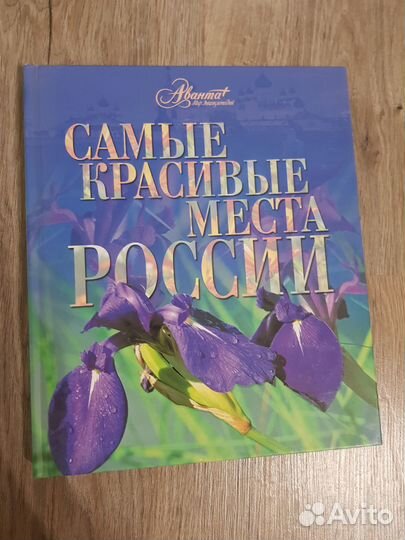 Аванта+
Мир энциклопедий
САМЫЕ
КРАСИВЫЕ
МЕСТА
РОССИИ
Avito